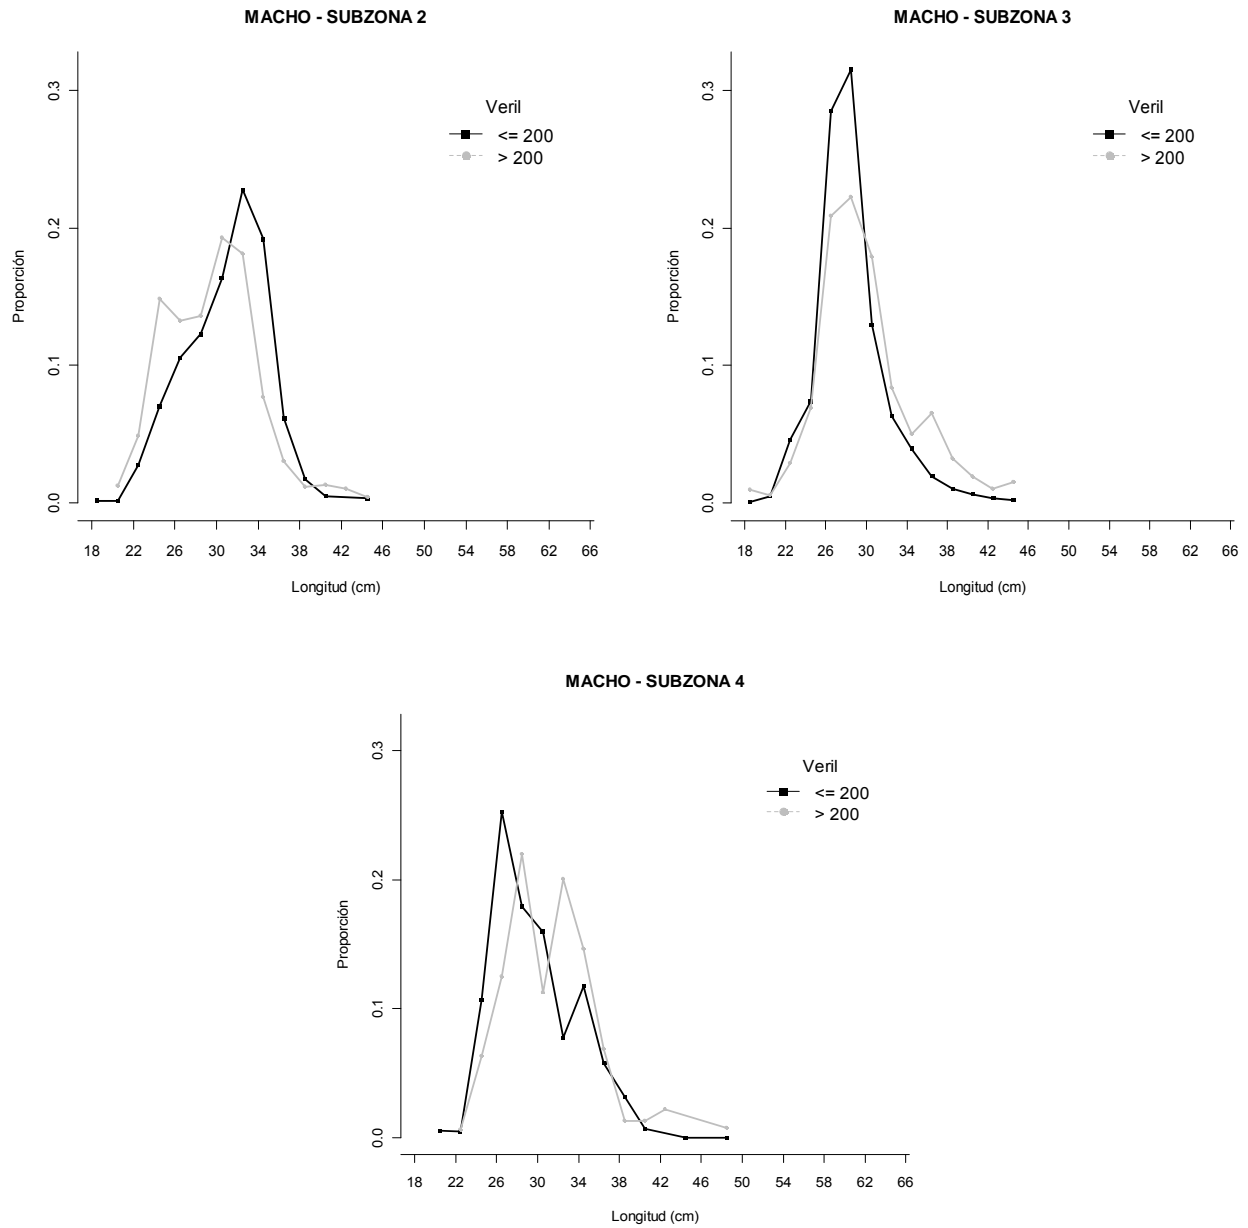 MACHO - SUBZONA 2
0.3
0.2
0.1
0.0
Proporción
Veril
<= 200
> 200
18 22 26 30 34 38 42 46 50 54 58 62 66
Longitud (cm)
MACHO - SUBZONA 3
0.3
0.2
0.1
0.0
Proporción
Veril
<= 200
> 200
18 22 26 30 34 38 42 46 50 54 58 62 66
Longitud (cm)
MACHO - SUBZONA 4
0.3
0.2
0.1
0.0
Proporción
Veril
<= 200
> 200
18 22 26 30 34 38 42 46 50 54 58 62 66
Longitud (cm)